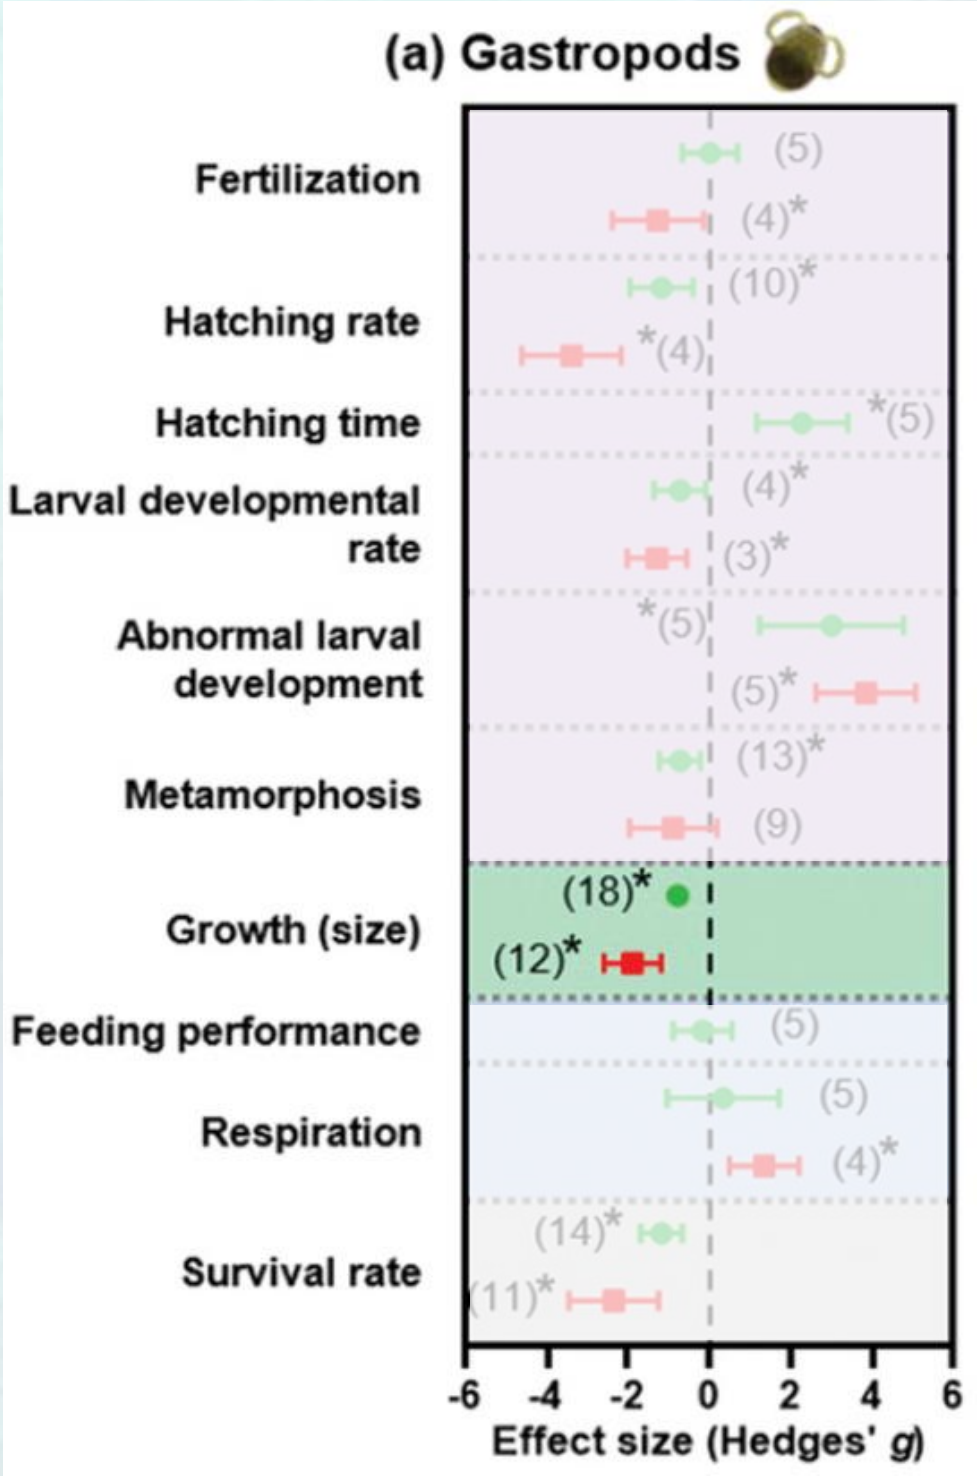 (a) Gastropods
Fertilization
(5)
(4)*
Hatching rate
(10)*
*(4)
Hatching time
*(5)
Larval developmental
rate
(4)*
(3)*
Abnormal larval
development
*(5)
(5)*
Metamorphosis
(13)*
(9)
Growth (size)
(18)*
(12)*
Feeding performance
(5)
Respiration
(5)
(4)*
Survival rate
(14)*
(11)*
-6 -4 -2 0 2 4 6
Effect size (Hedges' g)